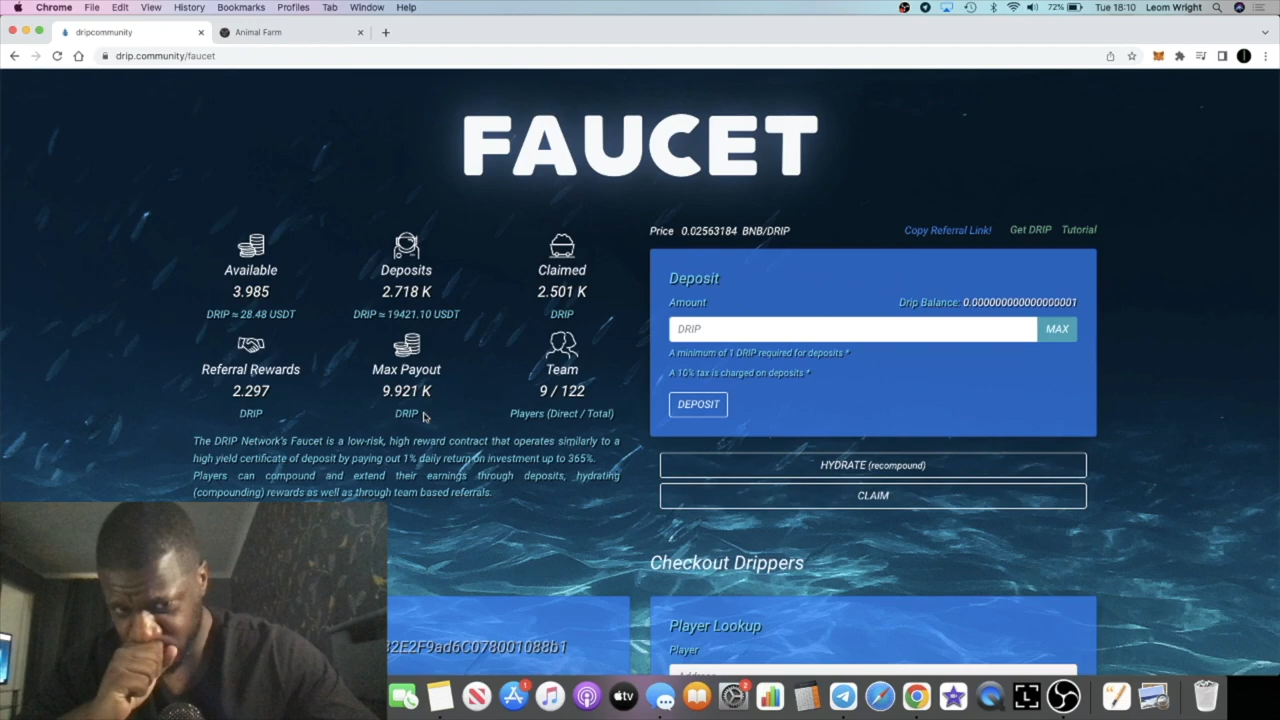 Chrome File Edit View History Bookmarks Profiles Tab Window Help 72% Tue 18:10 Leom Wright
dripcommunity Animal Farm
drip.community/faucet
FAUCET
Available
3.985
DRIP ≈ 28.48 USDT
Deposits
2.718 K
DRIP ≈ 19421.10 USDT
Claimed
2.501 K
DRIP
Referral Rewards
2.297
DRIP
Max Payout
9.921 K
DRIP
Team
9 / 122
Players (Direct / Total)
The DRIP Network's Faucet is a low-risk, high reward contract that operates similarly to a
high yield certificate of deposit by paying out 1% daily return on investment up to 365%.
Players can compound and extend their earnings through deposits, hydrating
(compounding) rewards as well as through team based referrals.
Price 0.02563184 BNB/DRIP Copy Referral Link! Get DRIP Tutorial
Deposit
Amount Drip Balance: 0.000000000000000001
DRIP MAX
A minimum of 1 DRIP required for deposits *
A 10% tax is charged on deposits *
DEPOSIT
HYDRATE (recompound)
CLAIM
Checkout Drippers
32E2F9ad6C078001088b1
Player Lookup
Player
tv
1
2
L